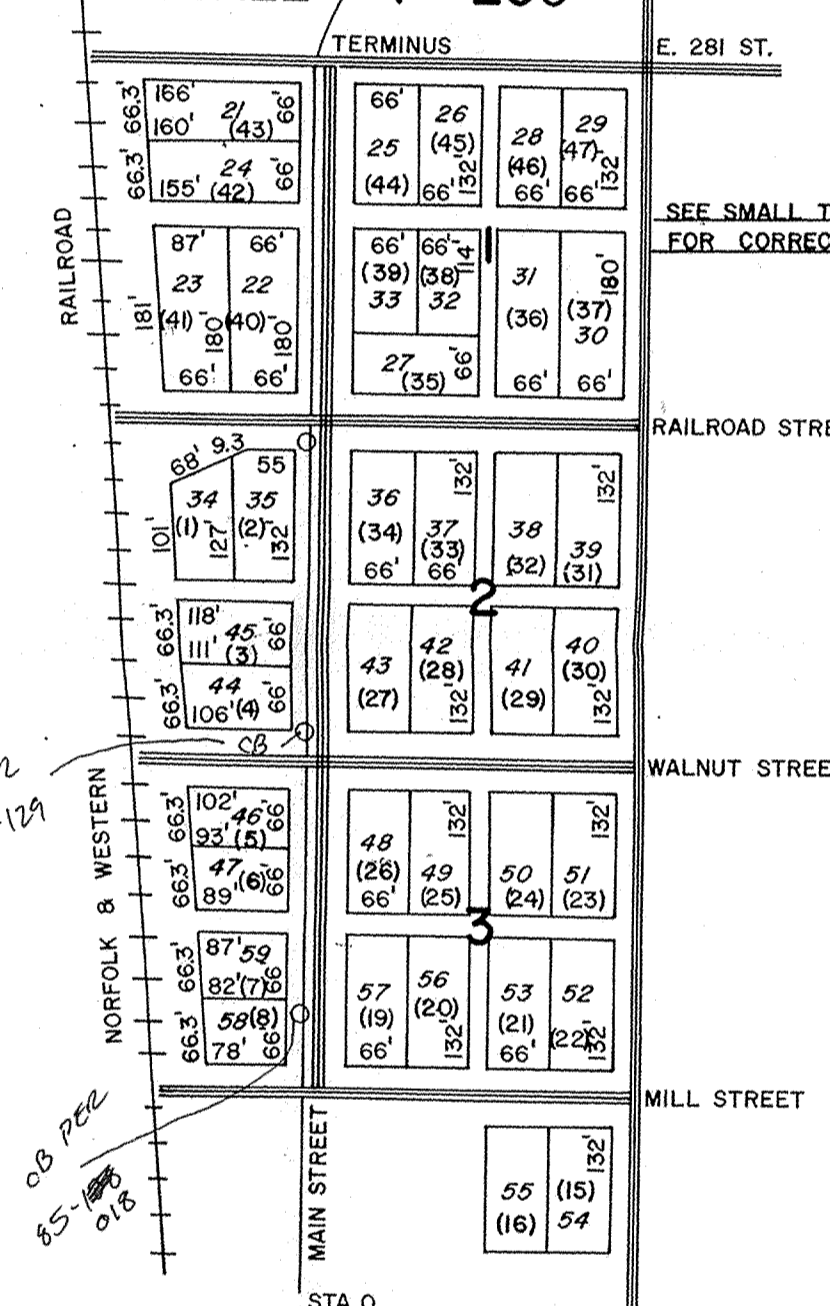 TERMINUS
E. 281 ST.
66.3' 166' 21 66'
160' (43)
66.3' 24 66'
155' (42)
66' 26
25 (45)
(44) 66' 132'
28 29
(46) (47)
66' 66' 132'
SEE SMALL T
FOR CORREC
RAILROAD
87' 66'
23 22
181' (41) 180' (40) 180'
66' 66'
66' 66' 114'
(39) (38)
33 32
27 66'
(35)
1
31 180'
(36) (37)
30
66' 66'
RAILROAD STRE
68' 9.3 55
34 35
101' (1) 127' (2) 132'
36 132'
(34) 37
(33)
66' 66'
38 132'
(32) 39
(31)
2
66.3' 118' 45 66'
111' (3)
66.3' 44 66'
106' (4)
43 42
(27) (28)
132'
41 40
(29) (30)
132'
CB
2
-129
WALNUT STREE
NORFOLK & WESTERN
66.3' 102' 46 66'
93' (5)
66.3' 47 (6) 66'
89'
48 132'
(26) 49
66' (25)
50 51 132'
(24) (23)
3
66.3' 87' 59 66'
82' (7)
66.3' 58 (8) 66'
78'
57 56
(19) (20)
66' 132'
53 52
(21) (22)
66' 132'
MILL STREET
CB PER
85-
018
MAIN STREET
132'
55 (15)
(16) 54
STA. 0